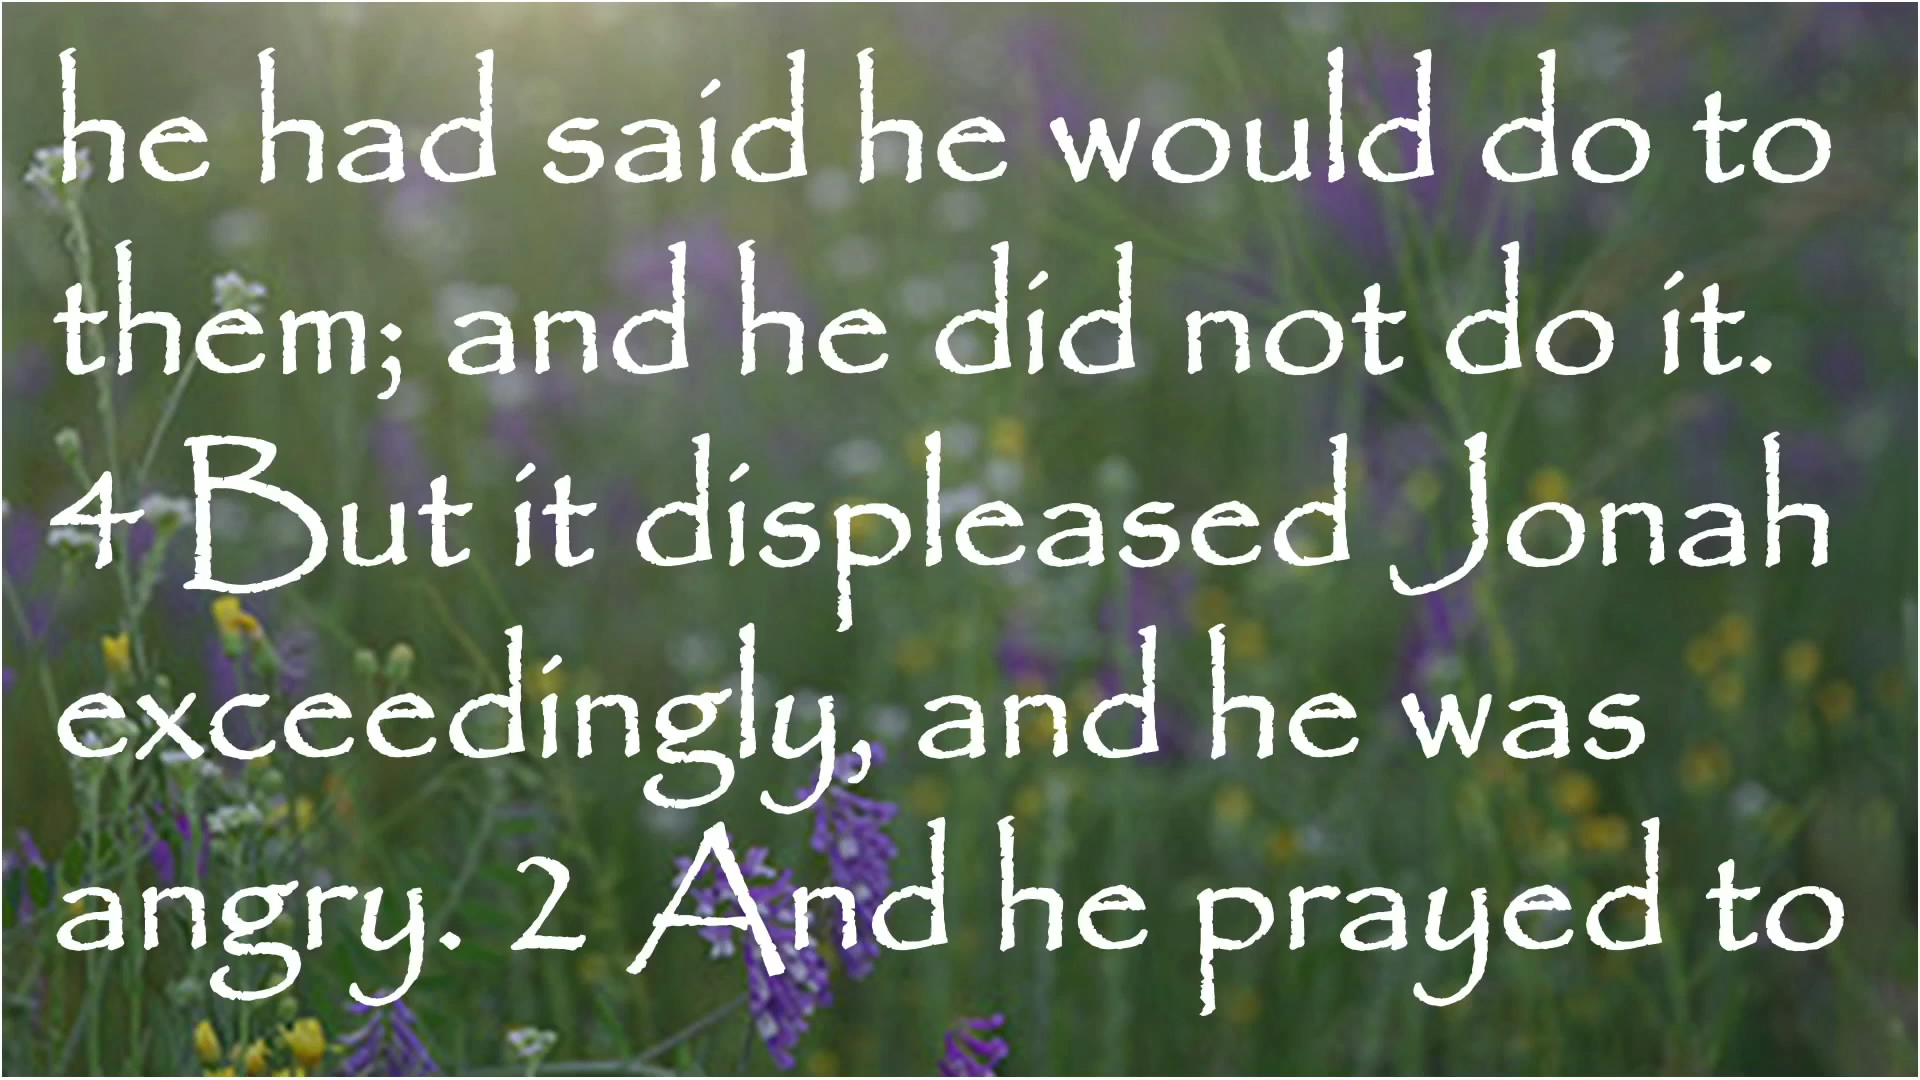 he had said he would do to
them; and he did not do it.
4 But it displeased Jonah
exceedingly, and he was
angry. 2 And he prayed to